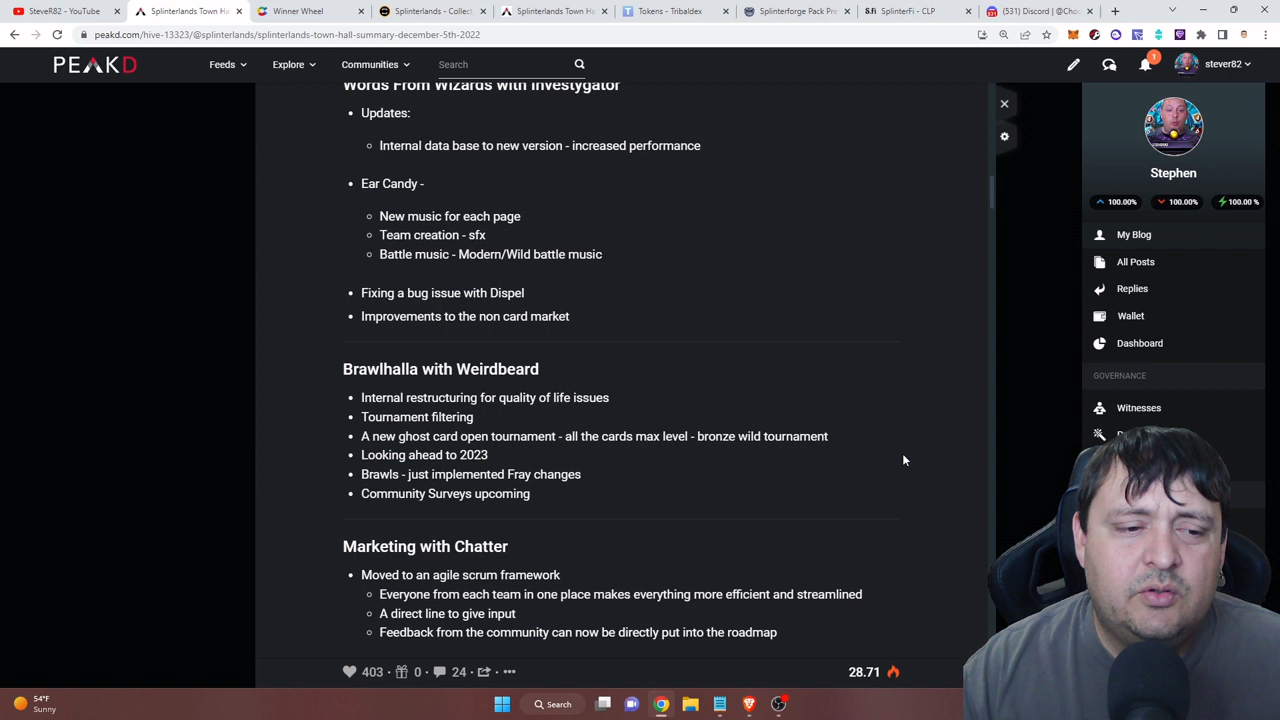 SteveR82 - YouTube
Splinterlands Town Ha
Winner Wheel
Splinterlands - Collect
Splinterlands Town Ha
Tokens - Tribaldex
Splinterforge Pack Pre
SplinterFi - CLP
(531) Discord | @Choc
peakd.com/hive-13323/@splinterlands/splinterlands-town-hall-summary-december-5th-2022
PEAKD
Feeds
Explore
Communities
Search
1
stever82
Words From Wizards with Investygator
Updates:
Internal data base to new version - increased performance
Ear Candy -
New music for each page
Team creation - sfx
Battle music - Modern/Wild battle music
Fixing a bug issue with Dispel
Improvements to the non card market
Brawlhalla with Weirdbeard
Internal restructuring for quality of life issues
Tournament filtering
A new ghost card open tournament - all the cards max level - bronze wild tournament
Looking ahead to 2023
Brawls - just implemented Fray changes
Community Surveys upcoming
Marketing with Chatter
Moved to an agile scrum framework
Everyone from each team in one place makes everything more efficient and streamlined
A direct line to give input
Feedback from the community can now be directly put into the roadmap
403
0
24
28.71
Stephen
100.00%
100.00%
100.00 %
My Blog
All Posts
Replies
Wallet
Dashboard
GOVERNANCE
Witnesses
54°F
Sunny
Search